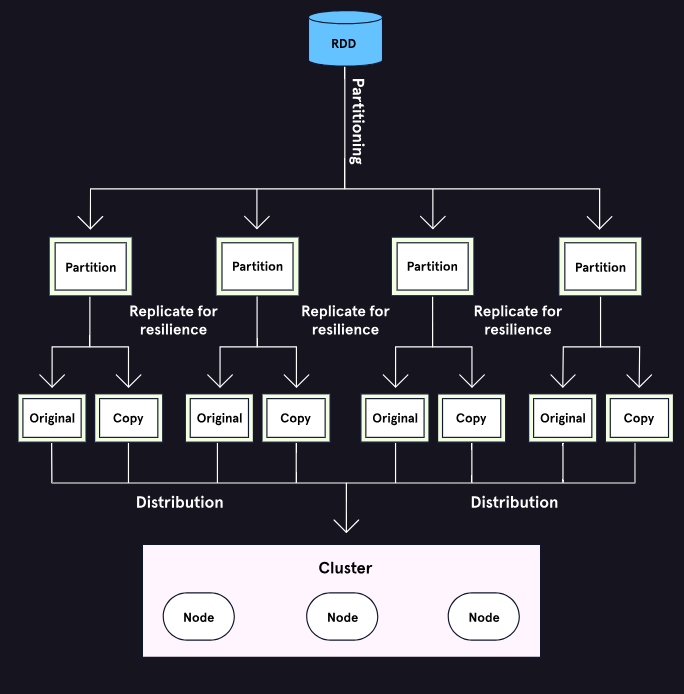 RDD
Partitioning
Partition
Partition
Partition
Partition
Replicate for
resilience
Replicate for
resilience
Replicate for
resilience
Original
Copy
Original
Copy
Original
Copy
Original
Copy
Distribution
Distribution
Cluster
Node
Node
Node